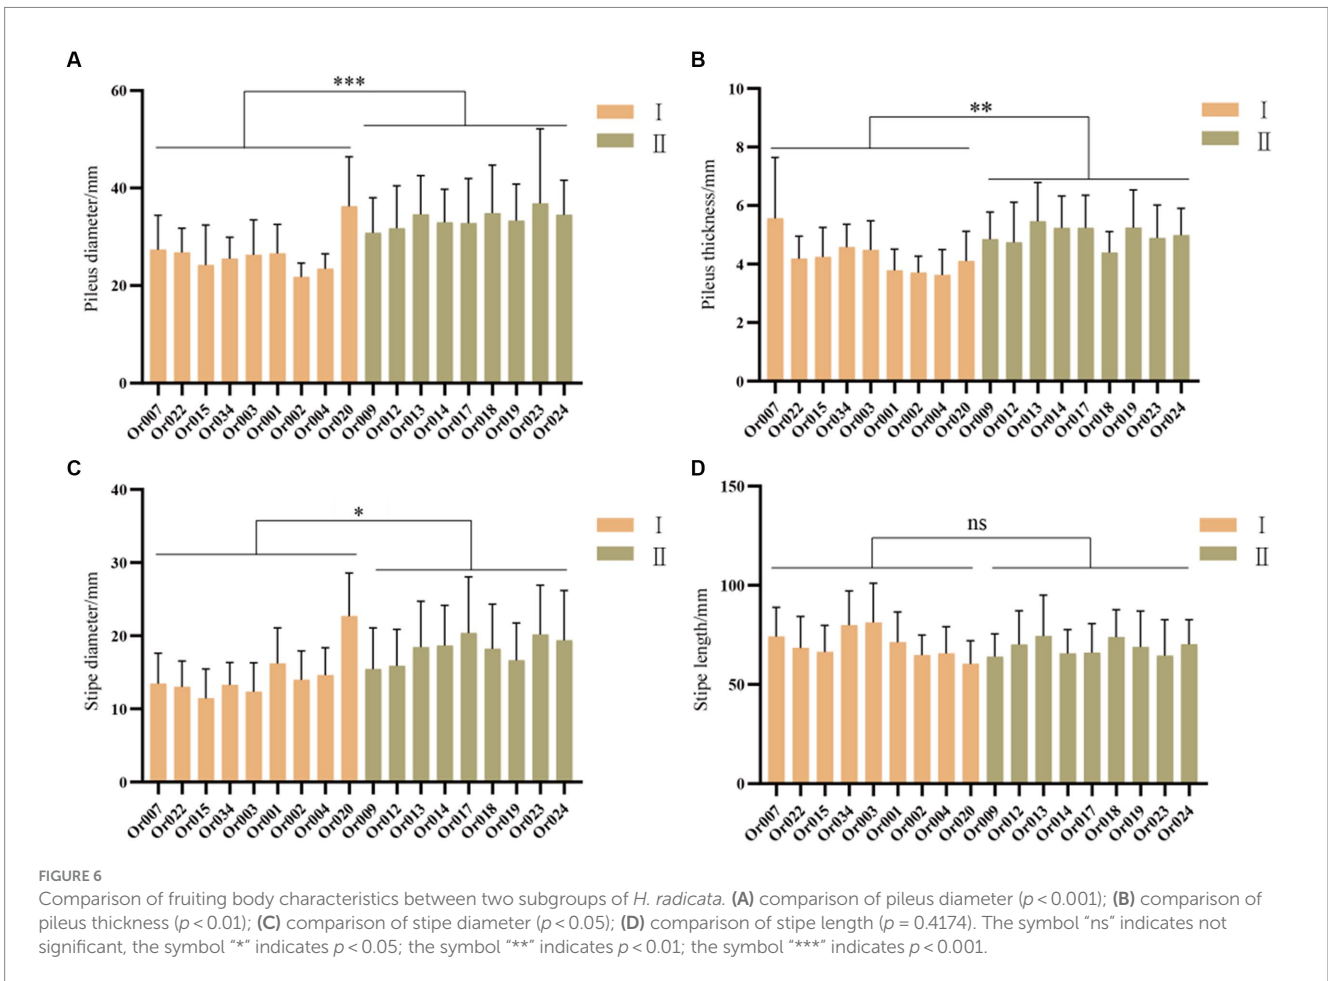 A
***
60
40
20
0
Pileus diameter/mm
I
II
Or007 Or022 Or015 Or034 Or003 Or001 Or002 Or004 Or020 Or009 Or012 Or013 Or014 Or017 Or018 Or019 Or023 Or024
B
**
10
8
6
4
2
0
Pileus thickness/mm
I
II
Or007 Or022 Or015 Or034 Or003 Or001 Or002 Or004 Or020 Or009 Or012 Or013 Or014 Or017 Or018 Or019 Or023 Or024
C
*
40
30
20
10
0
Stipe diameter/mm
I
II
Or007 Or022 Or015 Or034 Or003 Or001 Or002 Or004 Or020 Or009 Or012 Or013 Or014 Or017 Or018 Or019 Or023 Or024
D
ns
150
100
50
0
Stipe length/mm
I
II
Or007 Or022 Or015 Or034 Or003 Or001 Or002 Or004 Or020 Or009 Or012 Or013 Or014 Or017 Or018 Or019 Or023 Or024
FIGURE 6
Comparison of fruiting body characteristics between two subgroups of H. radicata. (A) comparison of pileus diameter (p < 0.001); (B) comparison of
pileus thickness (p < 0.01); (C) comparison of stipe diameter (p < 0.05); (D) comparison of stipe length (p = 0.4174). The symbol “ns” indicates not
significant, the symbol “*” indicates p < 0.05; the symbol “**” indicates p < 0.01; the symbol “***” indicates p < 0.001.